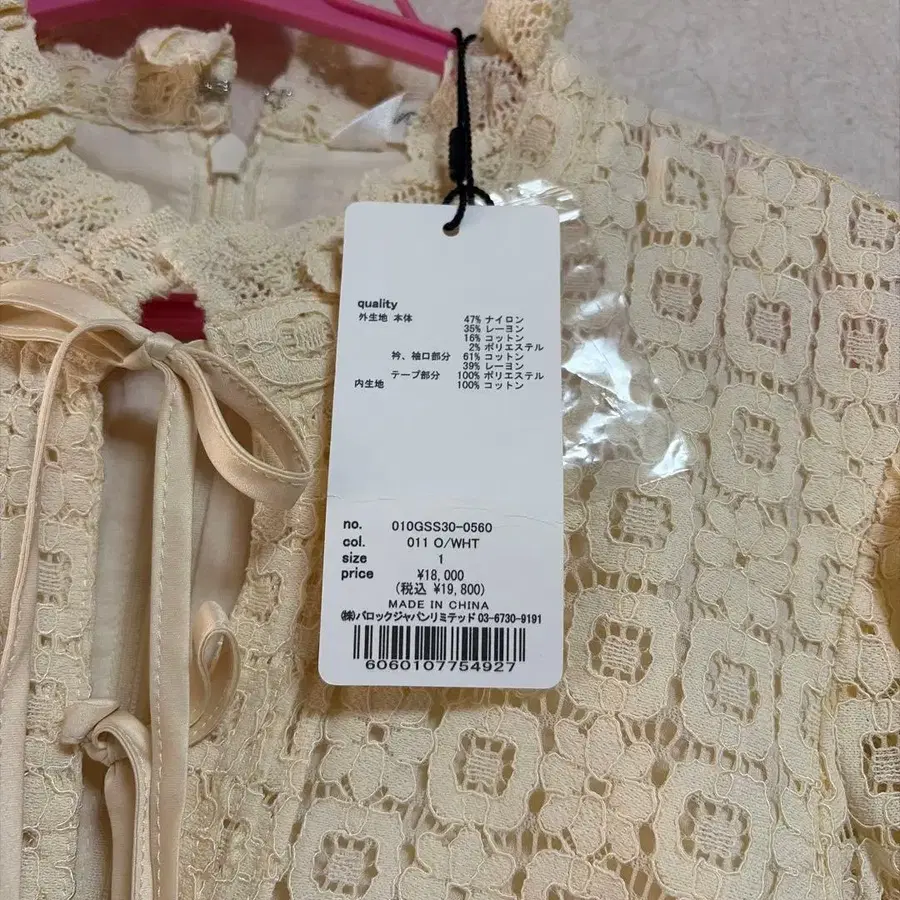 quality
外生地 本体 47% ナイロン
35% レーヨン
16% コットン
2% ポリエステル
衿、袖口部分 61% コットン
39% レーヨン
テープ部分 100% ポリエステル
内生地 100% コットン
no. 010GSS30-0560
col. 011 O/WHT
size 1
price ¥18,000
(税込 ¥19,800)
MADE IN CHINA
㈱バロックジャパンリミテッド 03-6730-9191
6060107754927